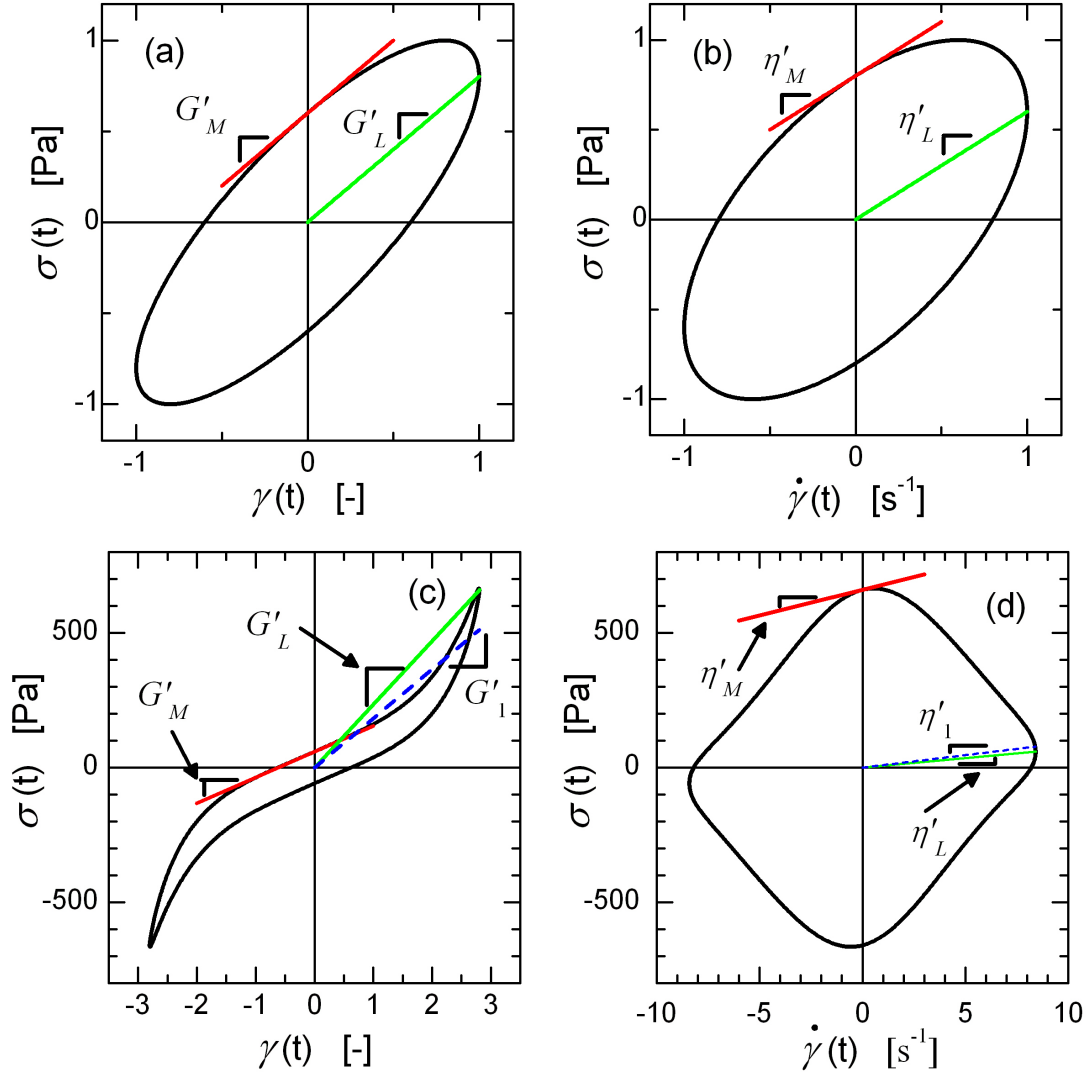 (a)
G′M
G′L
σ (t) [Pa]
1
0
-1
-1
0
1
γ (t) [-]
(b)
η′M
η′L
σ (t) [Pa]
1
0
-1
-1
0
1
γ̇ (t) [s⁻¹]
(c)
G′L
G′M
G′1
σ (t) [Pa]
500
0
-500
-3 -2 -1 0 1 2 3
γ (t) [-]
(d)
η′M
η′1
η′L
σ (t) [Pa]
500
0
-500
-10 -5 0 5 10
γ̇ (t) [s⁻¹]